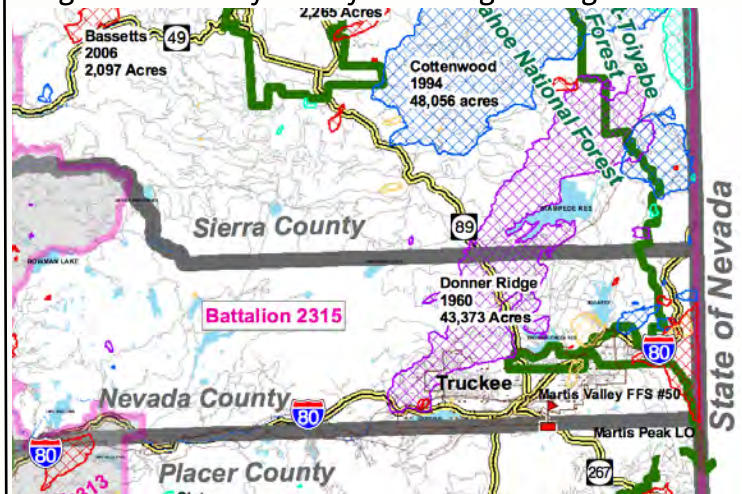 2,265 Acres
Bassetts
2006
2,097 Acres
49
Cottenwood
1994
48,056 acres
ahoe National Forest
t-Toiyabe
Forest
Sierra County
89
STAMPEDE RES
State of Nevada
BOWMAN LAKE
Donner Ridge
1960
43,373 Acres
Battalion 2315
80
Truckee
Martis Valley FFS #50
Nevada County
80
Martis Peak LO
80
Placer County
267
2313